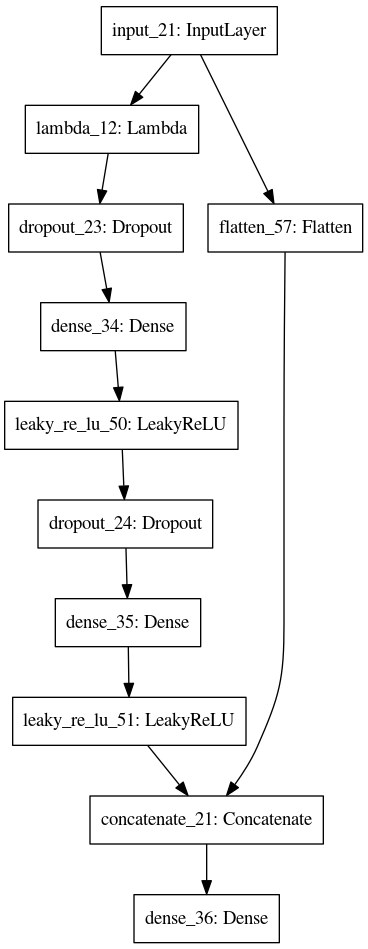 input_21: InputLayer
lambda_12: Lambda
dropout_23: Dropout
flatten_57: Flatten
dense_34: Dense
leaky_re_lu_50: LeakyReLU
dropout_24: Dropout
dense_35: Dense
leaky_re_lu_51: LeakyReLU
concatenate_21: Concatenate
dense_36: Dense